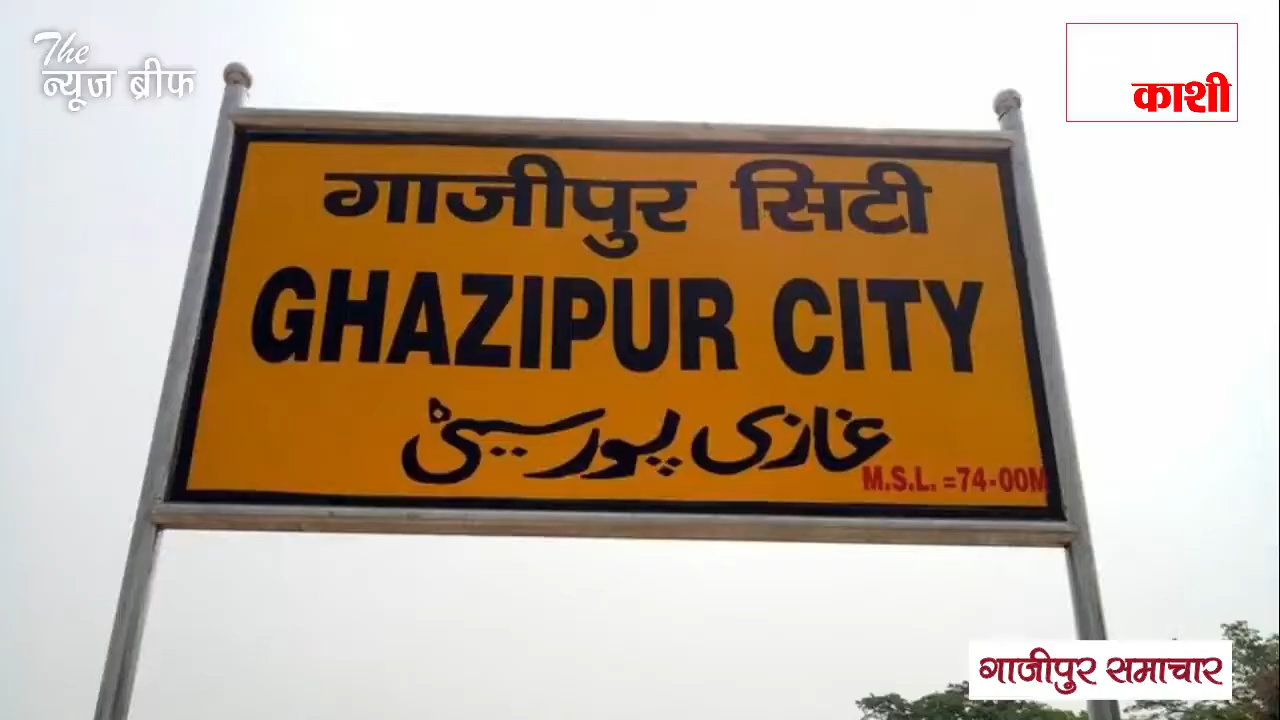 The
न्यूज़ ब्रीफ
काशी
गाजीपुर सिटी
GHAZIPUR CITY
غازی پور سیٹی
M.S.L. =74-00M
गाजीपुर समाचार